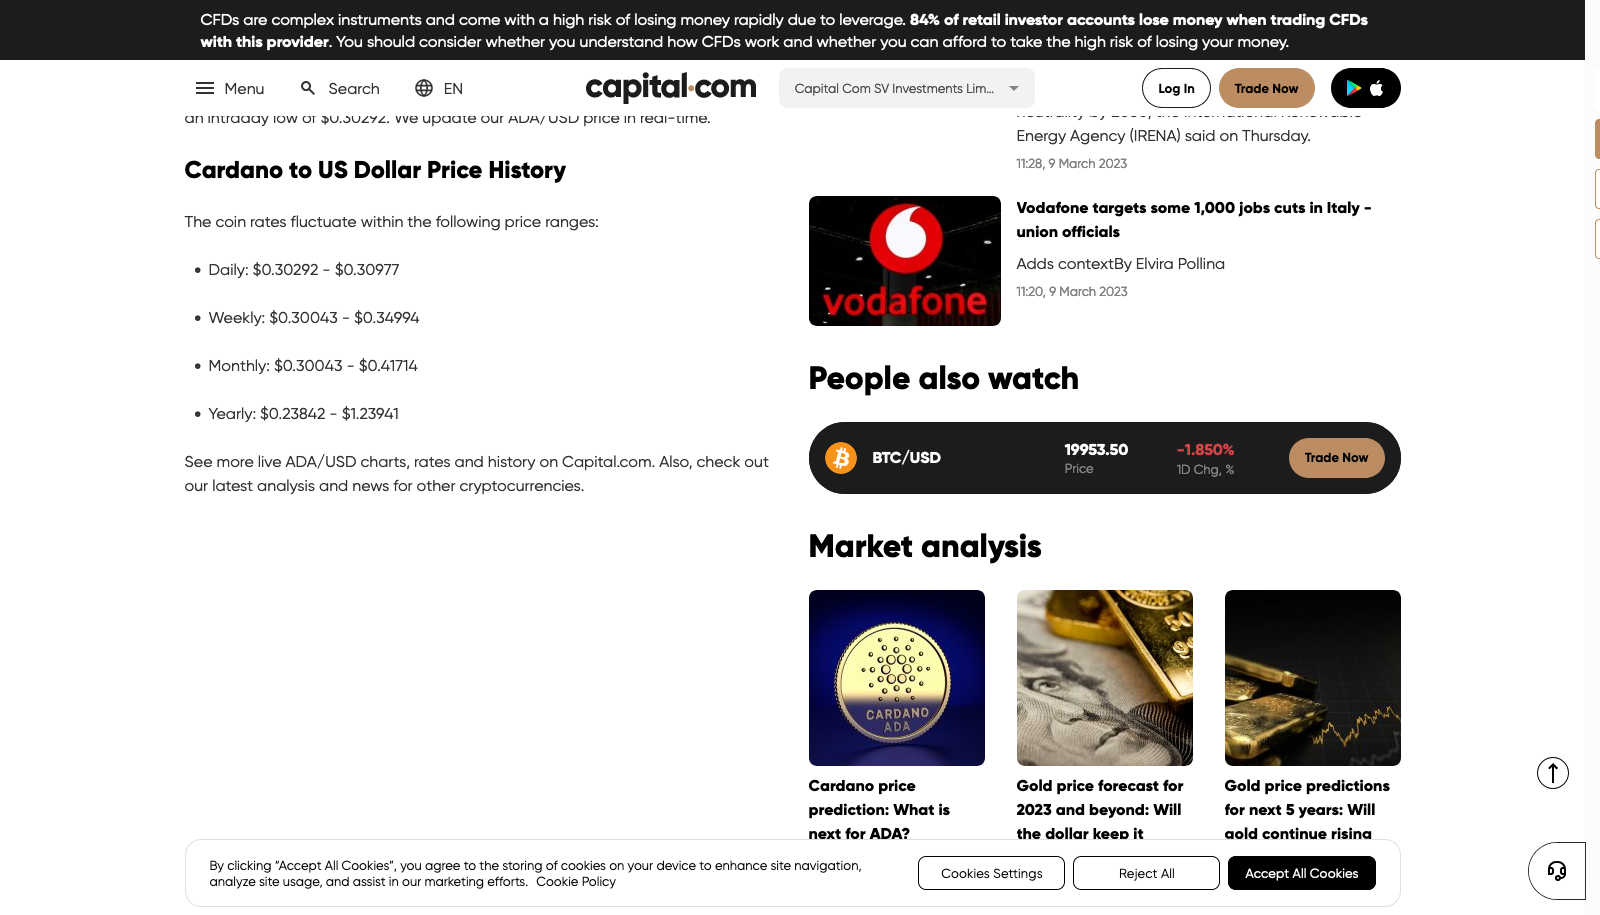 CFDs are complex instruments and come with a high risk of losing money rapidly due to leverage. 84% of retail investor accounts lose money when trading CFDs
with this provider. You should consider whether you understand how CFDs work and whether you can afford to take the high risk of losing your money.
Menu
Search
EN
capital.com
Capital Com SV Investments Lim...
Log In
Trade Now
an intraday low of $0.30292. We update our ADA/USD price in real-time.
Cardano to US Dollar Price History
The coin rates fluctuate within the following price ranges:
• Daily: $0.30292 - $0.30977
• Weekly: $0.30043 - $0.34994
• Monthly: $0.30043 - $0.41714
• Yearly: $0.23842 - $1.23941
See more live ADA/USD charts, rates and history on Capital.com. Also, check out
our latest analysis and news for other cryptocurrencies.
neutrality by 2050, the International Renewable
Energy Agency (IRENA) said on Thursday.
11:28, 9 March 2023
vodafone
Vodafone targets some 1,000 jobs cuts in Italy -
union officials
Adds contextBy Elvira Pollina
11:20, 9 March 2023
People also watch
BTC/USD
19953.50
Price
-1.850%
1D Chg, %
Trade Now
Market analysis
CARDANO
ADA
Cardano price
prediction: What is
next for ADA?
Gold price forecast for
2023 and beyond: Will
the dollar keep it
Gold price predictions
for next 5 years: Will
gold continue rising
By clicking “Accept All Cookies”, you agree to the storing of cookies on your device to enhance site navigation,
analyze site usage, and assist in our marketing efforts. Cookie Policy
Cookies Settings
Reject All
Accept All Cookies